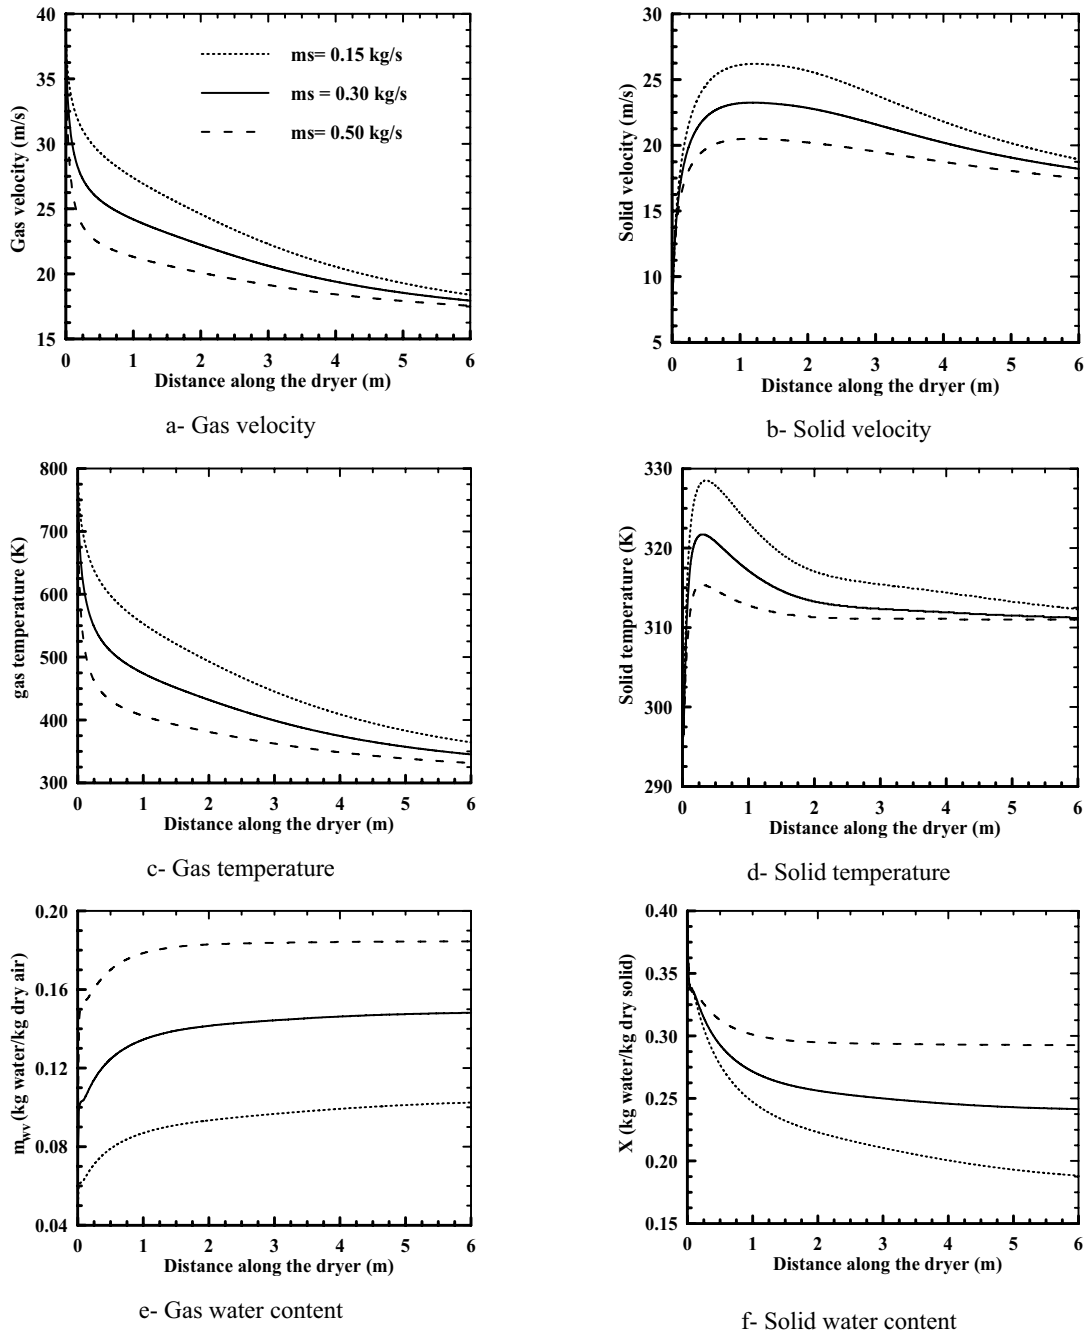 40
35
30
25
20
15
Gas velocity (m/s)
ms= 0.15 kg/s
ms = 0.30 kg/s
ms= 0.50 kg/s
0 1 2 3 4 5 6
Distance along the dryer (m)
a- Gas velocity
30
25
20
15
10
5
Solid velocity (m/s)
0 1 2 3 4 5 6
Distance along the dryer (m)
b- Solid velocity
800
700
600
500
400
300
gas temperature (K)
0 1 2 3 4 5 6
Distance along the dryer (m)
c- Gas temperature
330
320
310
300
290
Solid temperature (K)
0 1 2 3 4 5 6
Distance along the dryer (m)
d- Solid temperature
0.20
0.16
0.12
0.08
0.04
m_wv (kg water/kg dry air)
0 1 2 3 4 5 6
Distance along the dryer (m)
e- Gas water content
0.40
0.35
0.30
0.25
0.20
0.15
X (kg water/kg dry solid)
0 1 2 3 4 5 6
Distance along the dryer (m)
f- Solid water content